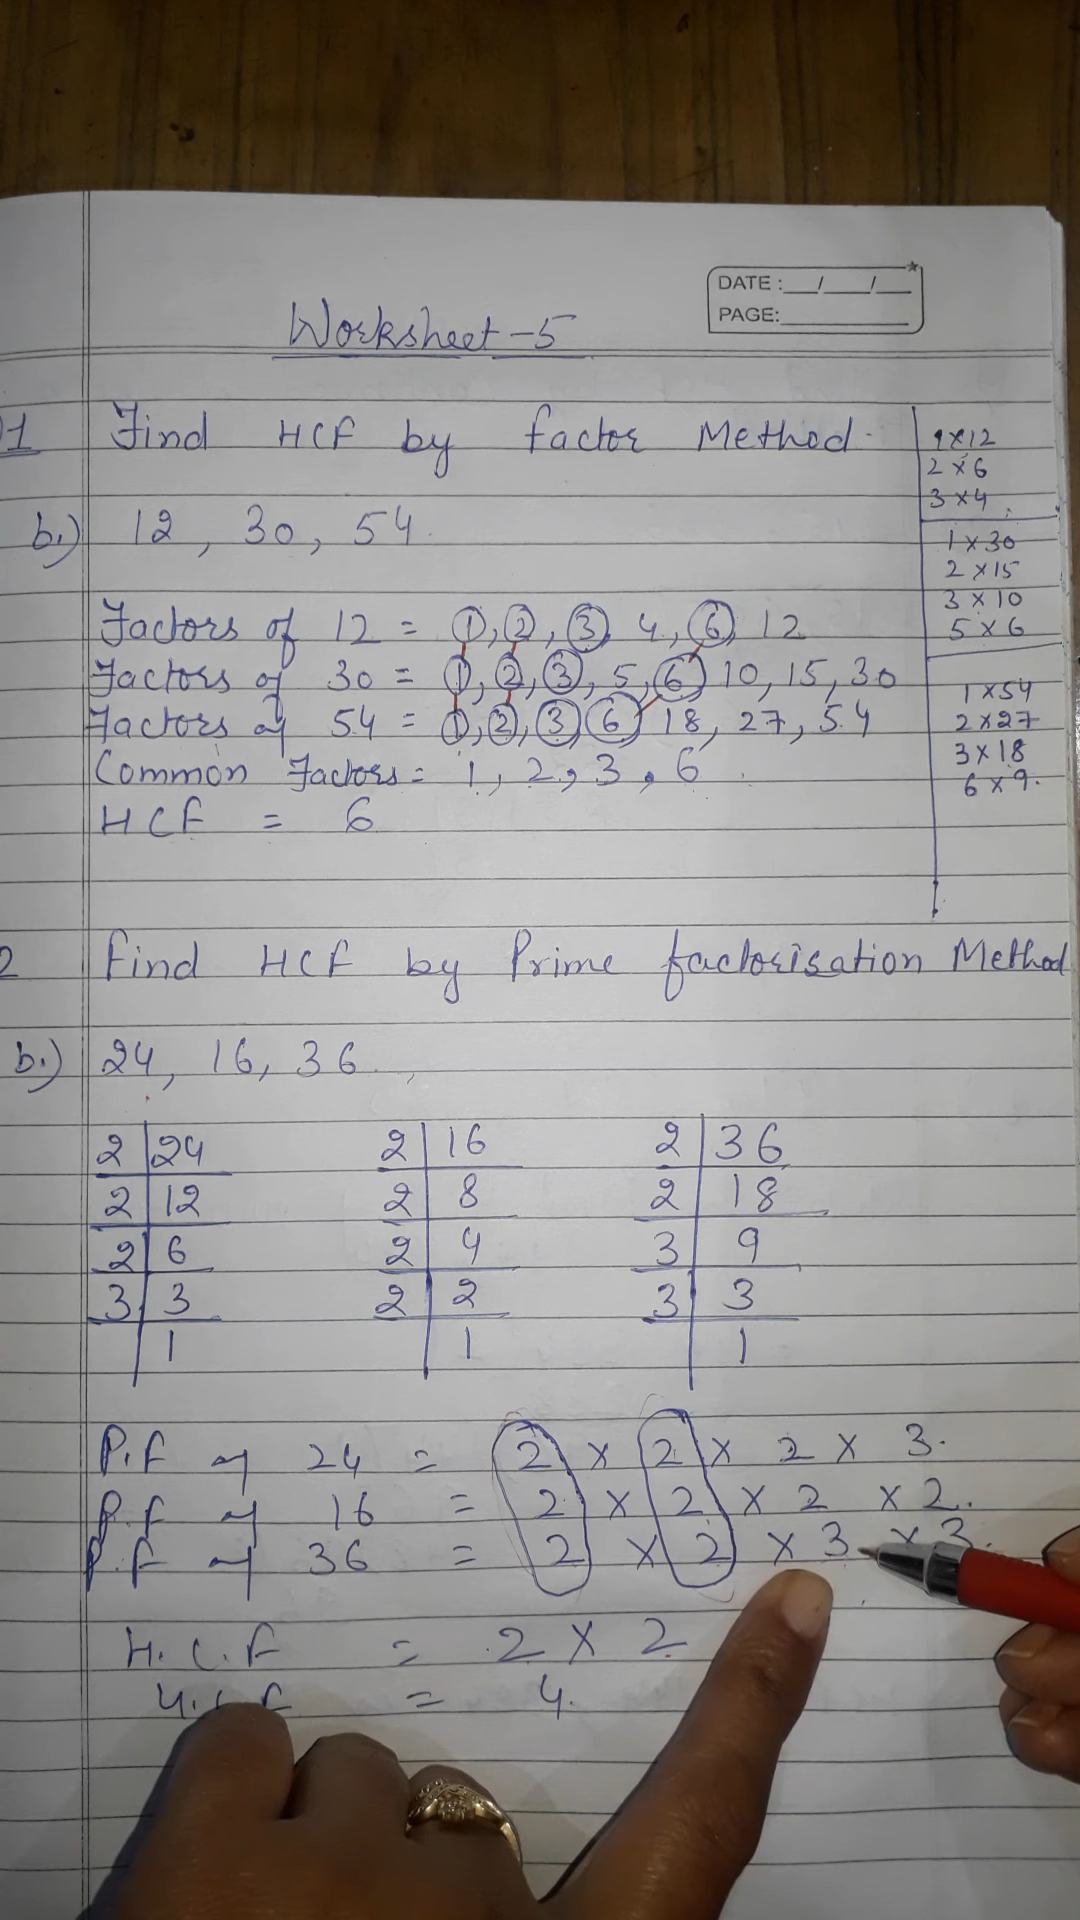 DATE : __/__/__
PAGE:
Worksheet-5
1 Find HCF by factor Method.
b.) 12, 30, 54.
Factors of 12 = 1, 2, 3, 4, 6, 12
Factors of 30 = 1, 2, 3, 5, 6, 10, 15, 30
Factors of 54 = 1, 2, 3, 6, 18, 27, 54
Common Factors = 1, 2, 3, 6
HCF = 6
1×12
2×6
3×4
1×30
2×15
3×10
5×6
1×54
2×27
3×18
6×9.
2 Find HCF by Prime factorisation Method
b.) 24, 16, 36
2 | 24 2 | 16 2 | 36
2 | 12 2 | 8 2 | 18
2 | 6 2 | 4 3 | 9
3 | 3 2 | 2 3 | 3
1 1 1
P.F of 24 = 2 × 2 × 2 × 3.
P.F of 16 = 2 × 2 × 2 × 2.
P.F of 36 = 2 × 2 × 3 × 3.
H.C.F = 2 × 2
H.C.F = 4.